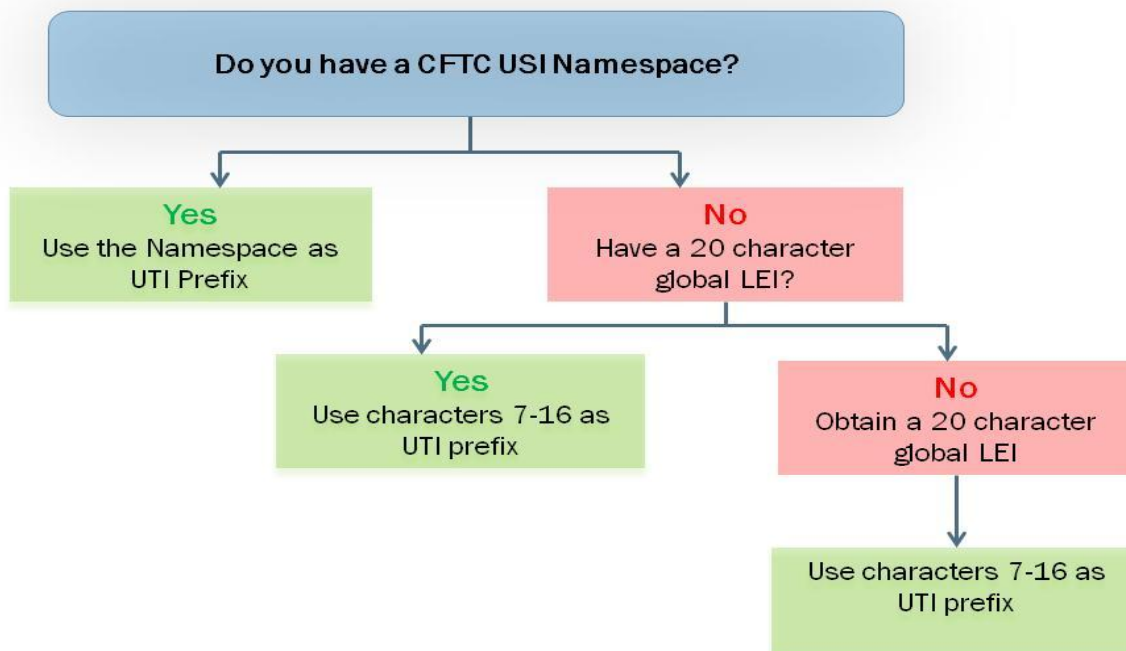 Do you have a CFTC USI Namespace?
Yes
Use the Namespace as
UTI Prefix
No
Have a 20 character
global LEI?
Yes
Use characters 7-16 as
UTI prefix
No
Obtain a 20 character
global LEI
Use characters 7-16 as
UTI prefix